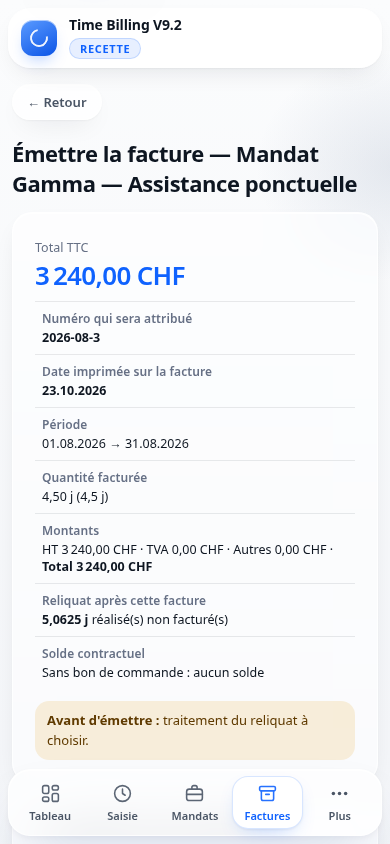 Time Billing V9.2
RECETTE
← Retour
Émettre la facture — Mandat
Gamma — Assistance ponctuelle
Total TTC
3 240,00 CHF
Numéro qui sera attribué
2026-08-3
Date imprimée sur la facture
23.10.2026
Période
01.08.2026 → 31.08.2026
Quantité facturée
4,50 j (4,5 j)
Montants
HT 3 240,00 CHF · TVA 0,00 CHF · Autres 0,00 CHF ·
Total 3 240,00 CHF
Reliquat après cette facture
5,0625 j réalisé(s) non facturé(s)
Solde contractuel
Sans bon de commande : aucun solde
Avant d'émettre : traitement du reliquat à
choisir.
Tableau
Saisie
Mandats
Factures
Plus